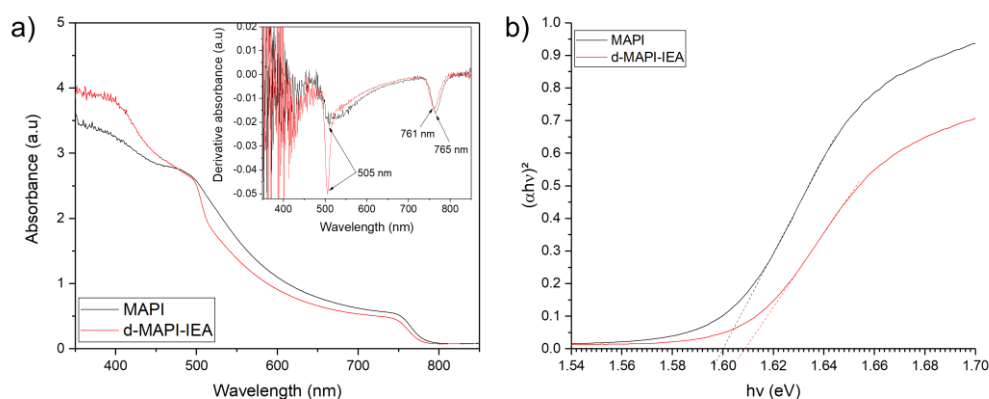 a)
5
4
3
2
1
0
Absorbance (a.u)
400
500
600
700
800
Wavelength (nm)
MAPI
d-MAPI-IEA
0.02
0.01
0.00
-0.01
-0.02
-0.03
-0.04
-0.05
Derivative absorbance (a.u)
761 nm
765 nm
505 nm
400
500
600
700
800
Wavelength (nm)
b)
MAPI
d-MAPI-IEA
1.0
0.9
0.8
0.7
0.6
0.5
0.4
0.3
0.2
0.1
0.0
(αhν)²
1.54
1.56
1.58
1.60
1.62
1.64
1.66
1.68
1.70
hν (eV)